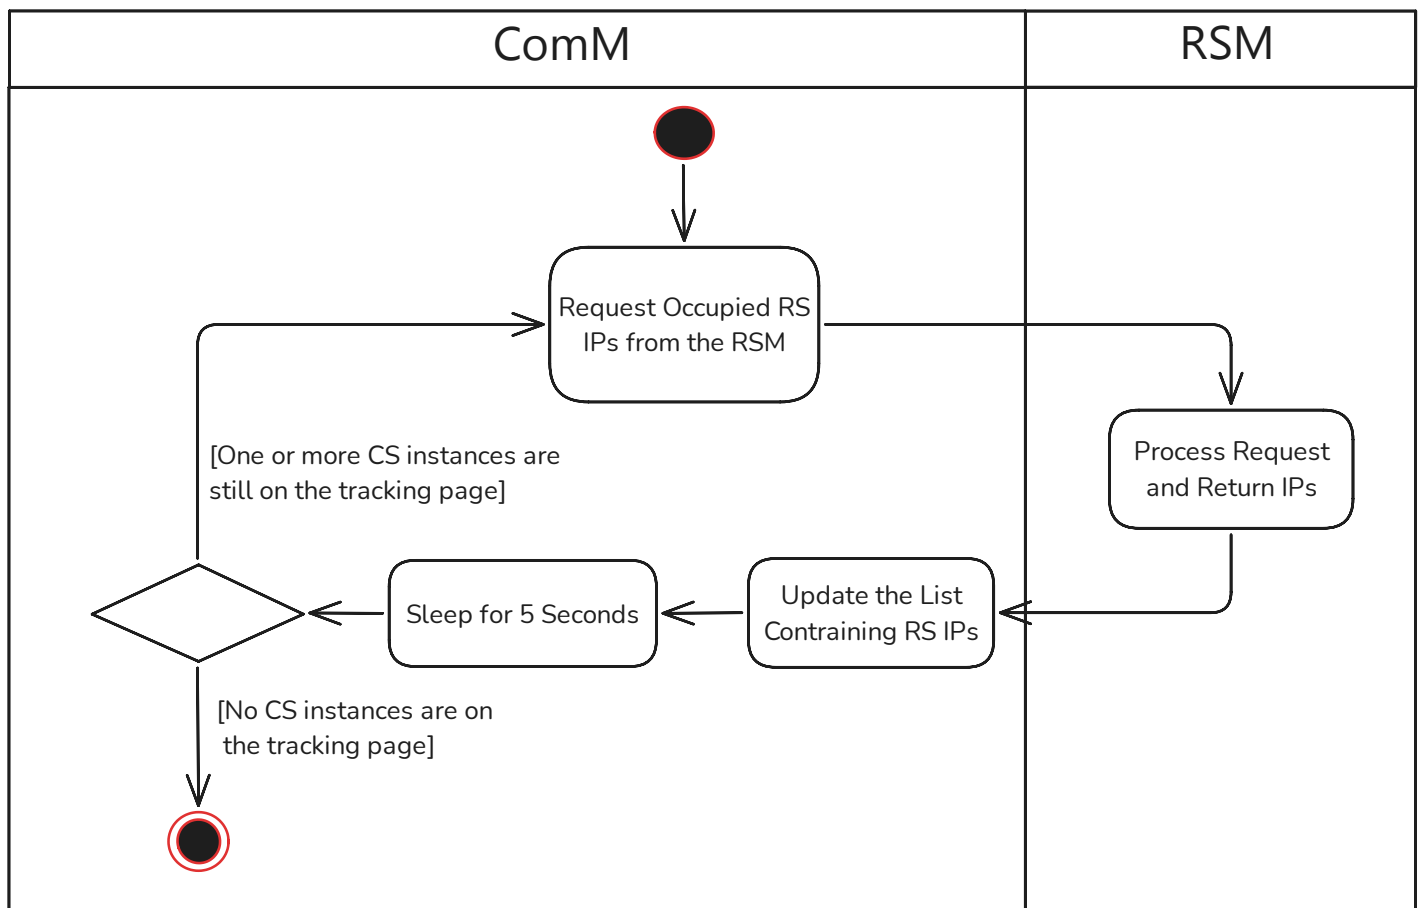 ComM
RSM
Request Occupied RS
IPs from the RSM
Process Request
and Return IPs
[One or more CS instances are
still on the tracking page]
Update the List
Contraining RS IPs
Sleep for 5 Seconds
[No CS instances are on
the tracking page]